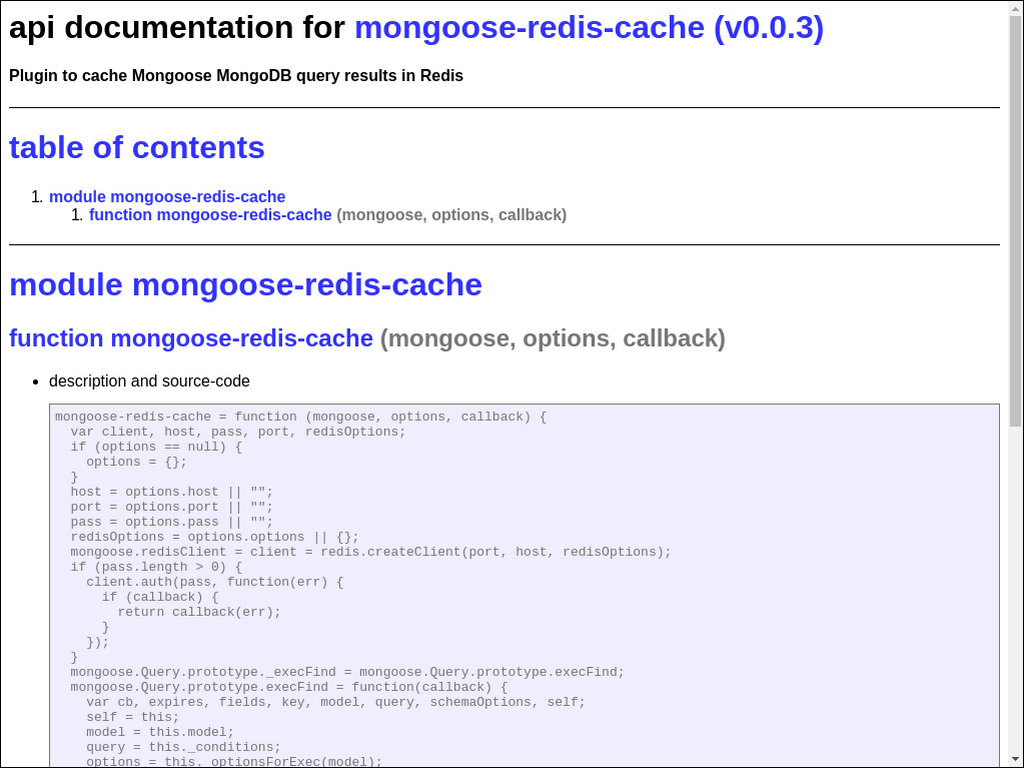 api documentation for mongoose-redis-cache (v0.0.3)
Plugin to cache Mongoose MongoDB query results in Redis
table of contents
1. module mongoose-redis-cache
1. function mongoose-redis-cache (mongoose, options, callback)
module mongoose-redis-cache
function mongoose-redis-cache (mongoose, options, callback)
• description and source-code
mongoose-redis-cache = function (mongoose, options, callback) {
  var client, host, pass, port, redisOptions;
  if (options == null) {
    options = {};
  }
  host = options.host || "";
  port = options.port || "";
  pass = options.pass || "";
  redisOptions = options.options || {};
  mongoose.redisClient = client = redis.createClient(port, host, redisOptions);
  if (pass.length > 0) {
    client.auth(pass, function(err) {
      if (callback) {
        return callback(err);
      }
    });
  }
  mongoose.Query.prototype._execFind = mongoose.Query.prototype.execFind;
  mongoose.Query.prototype.execFind = function(callback) {
    var cb, expires, fields, key, model, query, schemaOptions, self;
    self = this;
    model = this.model;
    query = this._conditions;
    options = this._optionsForExec(model);